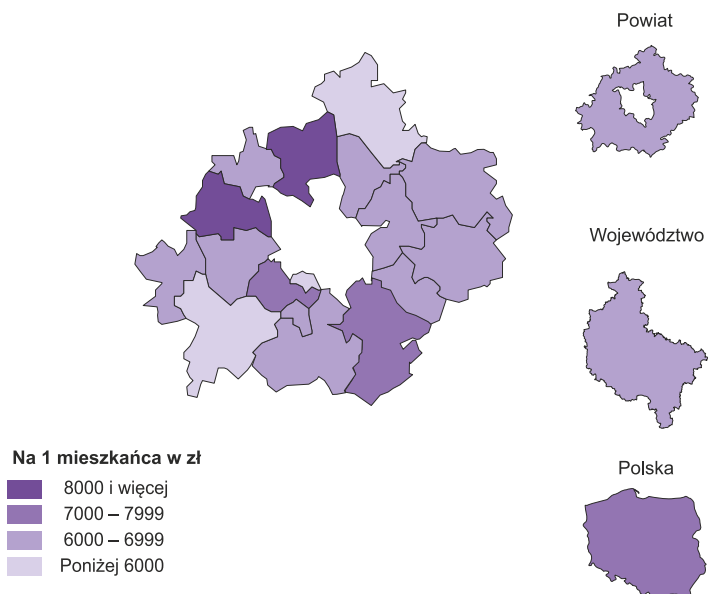 Powiat
Województwo
Polska
Na 1 mieszkańca w zł
8000 i więcej
7000 – 7999
6000 – 6999
Poniżej 6000